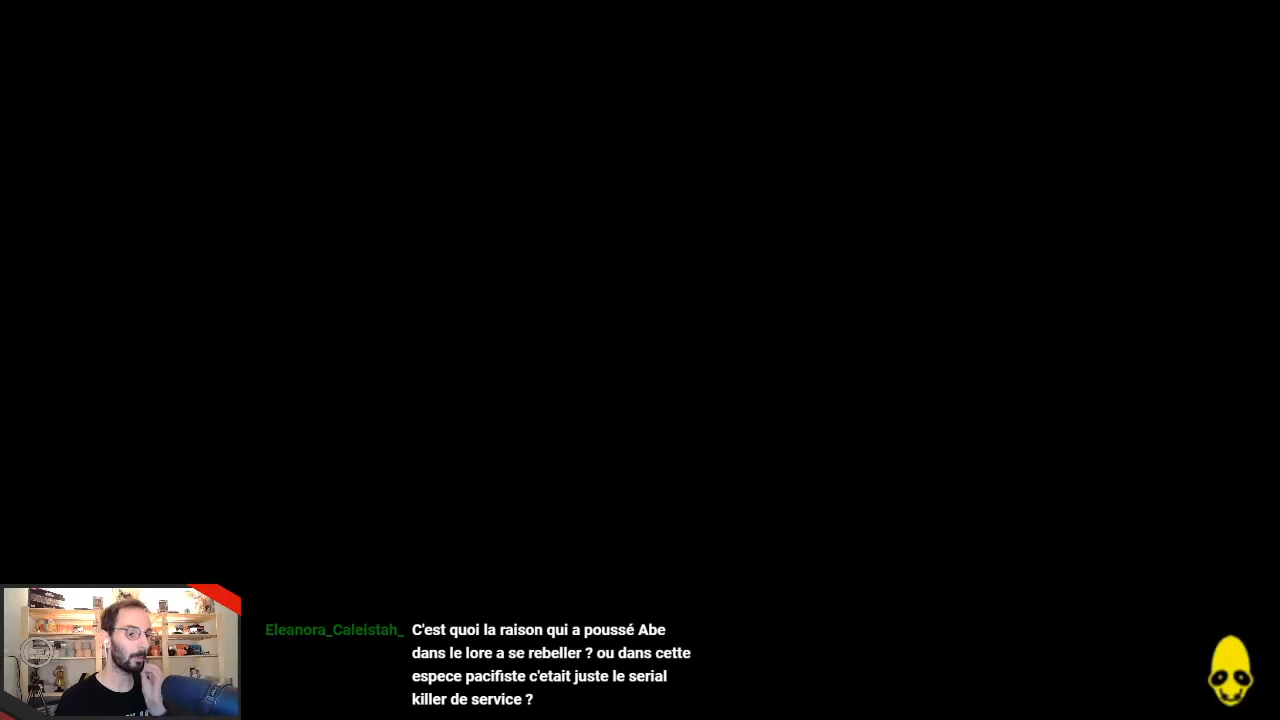 Eleanora_Caleistah_ C'est quoi la raison qui a poussé Abe
dans le lore a se rebeller ? ou dans cette
espece pacifiste c'etait juste le serial
killer de service ?